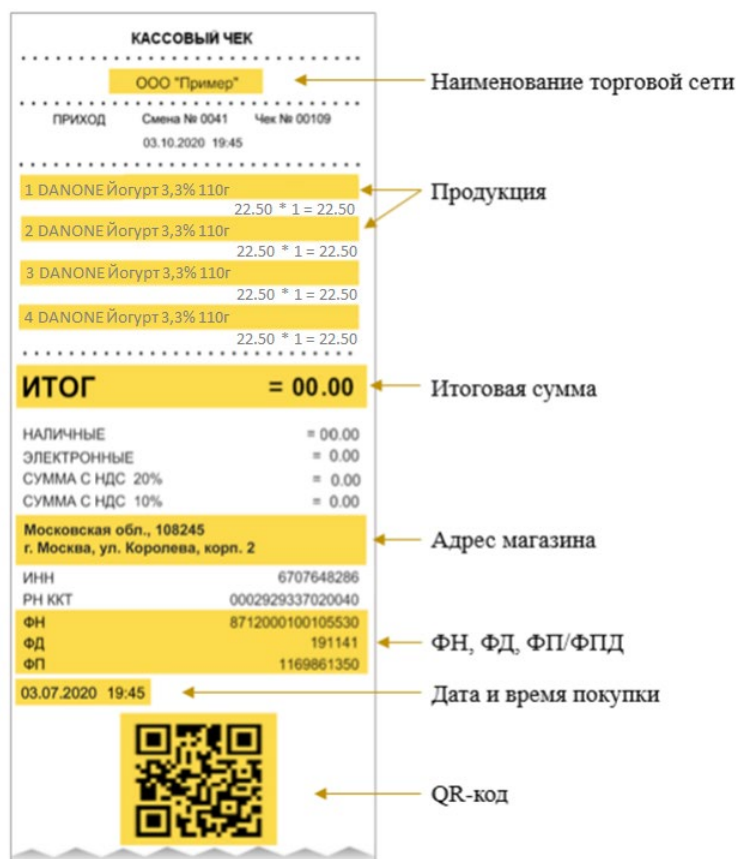 КАССОВЫЙ ЧЕК
ООО "Пример"
Наименование торговой сети
ПРИХОД Смена № 0041 Чек № 00109
03.10.2020 19:45
1 DANONE Йогурт 3,3% 110г
Продукция
22.50 * 1 = 22.50
2 DANONE Йогурт 3,3% 110г
22.50 * 1 = 22.50
3 DANONE Йогурт 3,3% 110г
22.50 * 1 = 22.50
4 DANONE Йогурт 3,3% 110г
22.50 * 1 = 22.50
ИТОГ = 00.00
Итоговая сумма
НАЛИЧНЫЕ = 00.00
ЭЛЕКТРОННЫЕ = 0.00
СУММА С НДС 20% = 0.00
СУММА С НДС 10% = 0.00
Московская обл., 108245
г. Москва, ул. Королева, корп. 2
Адрес магазина
ИНН 6707648286
РН ККТ 0002929337020040
ФН 8712000100105530
ФД 191141
ФП 1169861350
ФН, ФД, ФП/ФПД
03.07.2020 19:45
Дата и время покупки
QR-код